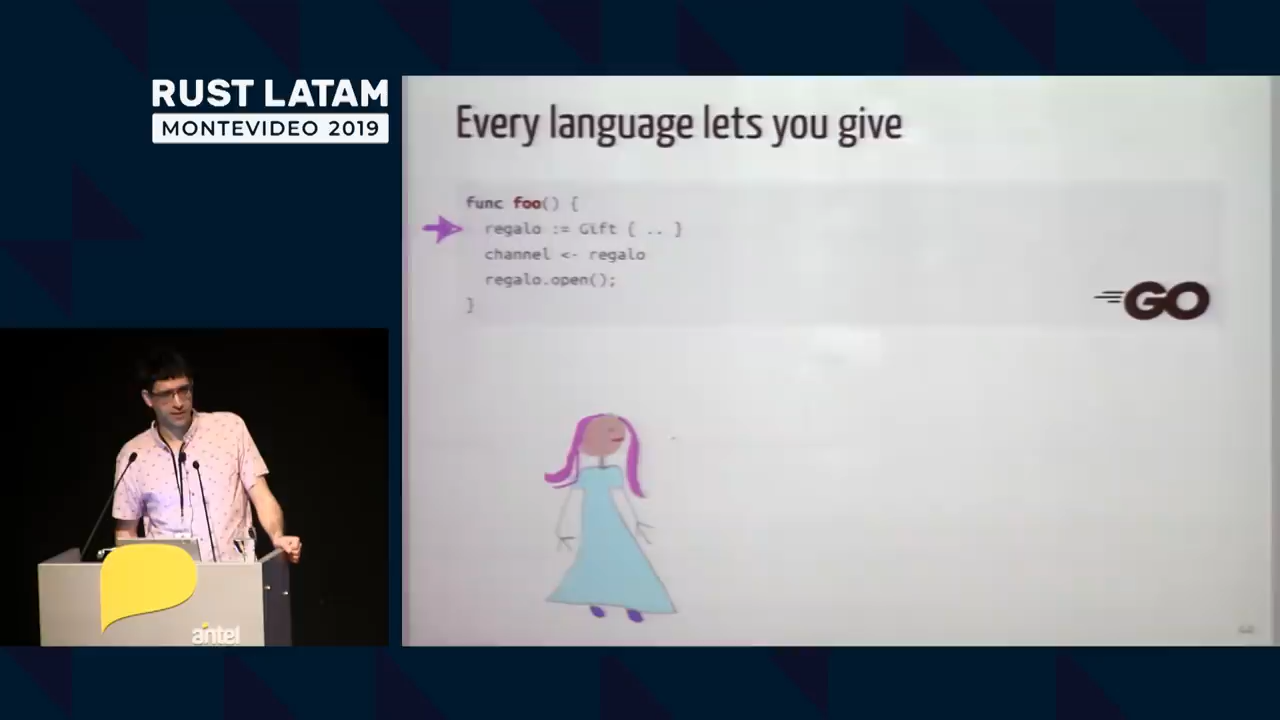 RUST LATAM
MONTEVIDEO 2019
Every language lets you give
func foo() {
regalo := Gift { .. }
channel <- regalo
regalo.open();
}
GO
antel